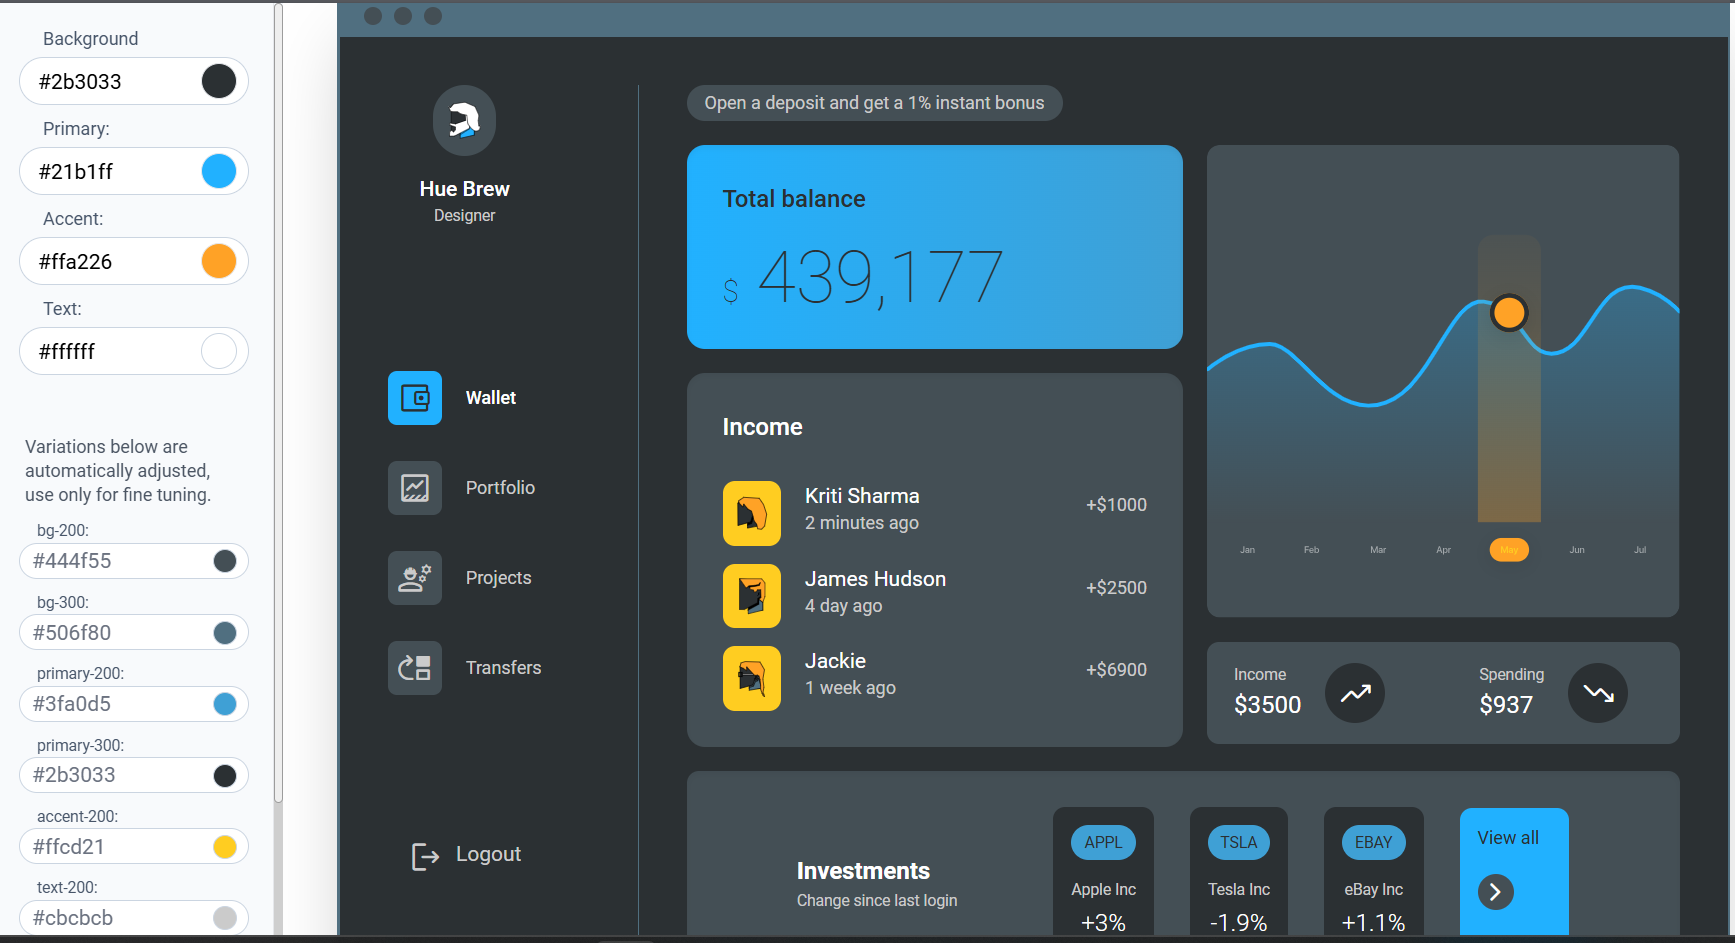 Background
#2b3033
Primary:
#21b1ff
Accent:
#ffa226
Text:
#ffffff
Variations below are
automatically adjusted,
use only for fine tuning.
bg-200:
#444f55
bg-300:
#506f80
primary-200:
#3fa0d5
primary-300:
#2b3033
accent-200:
#ffcd21
text-200:
#cbcbcb
Hue Brew
Designer
Wallet
Portfolio
Projects
Transfers
Logout
Open a deposit and get a 1% instant bonus
Total balance
$ 439,177
Income
Kriti Sharma
2 minutes ago
+$1000
James Hudson
4 day ago
+$2500
Jackie
1 week ago
+$6900
Jan Feb Mar Apr May Jun Jul
Income
$3500
Spending
$937
Investments
Change since last login
APPL
Apple Inc
+3%
TSLA
Tesla Inc
-1.9%
EBAY
eBay Inc
+1.1%
View all